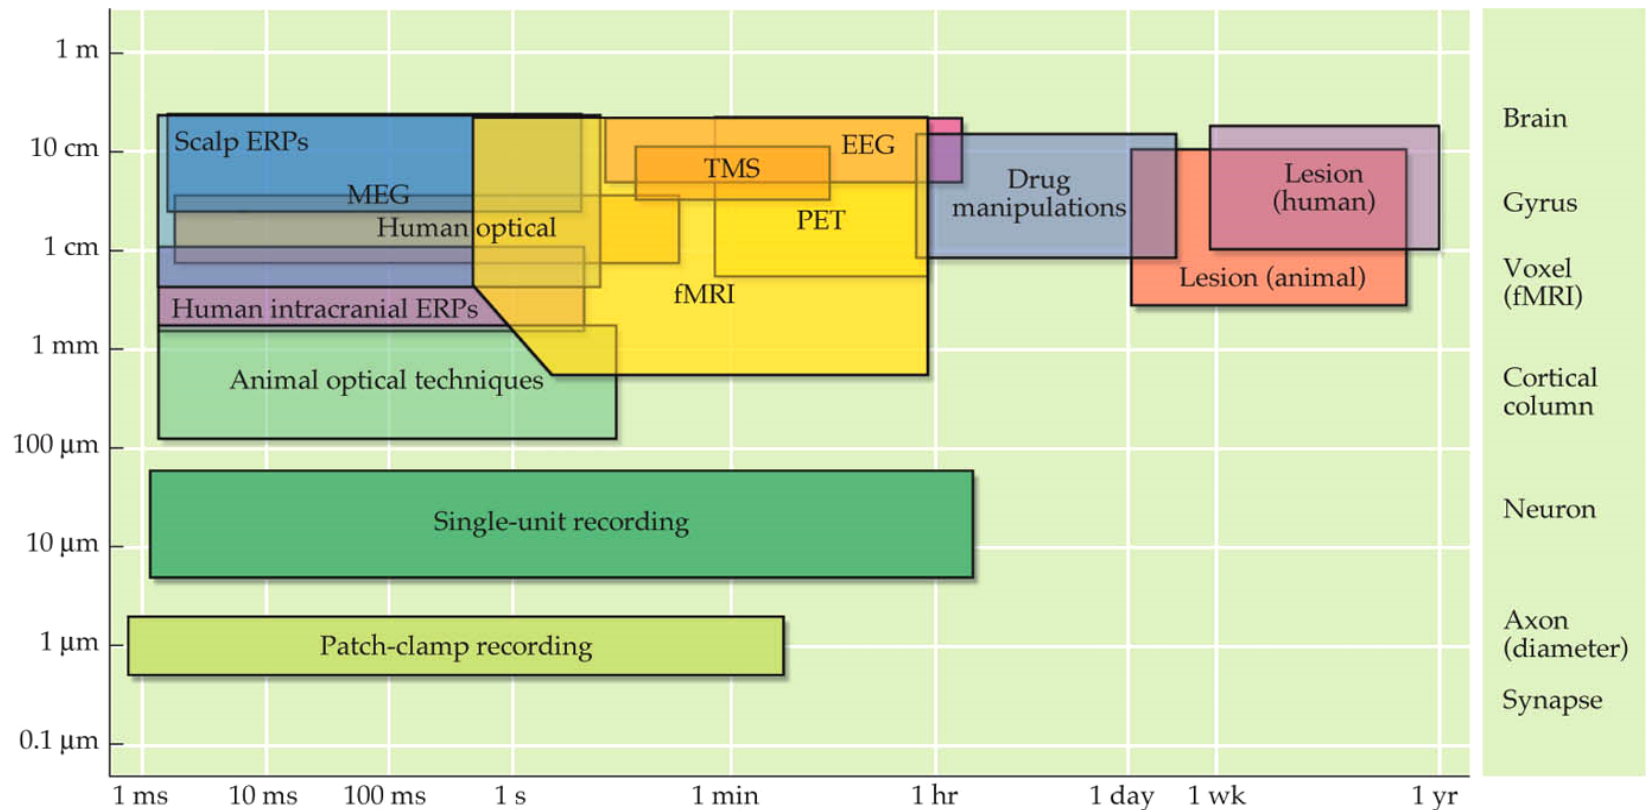 1 m
10 cm
1 cm
1 mm
100 µm
10 µm
1 µm
0.1 µm
Scalp ERPs
MEG
Human optical
Human intracranial ERPs
Animal optical techniques
EEG
TMS
PET
fMRI
Drug
manipulations
Lesion
(human)
Lesion (animal)
Single-unit recording
Patch-clamp recording
Brain
Gyrus
Voxel
(fMRI)
Cortical
column
Neuron
Axon
(diameter)
Synapse
1 ms 10 ms 100 ms 1 s 1 min 1 hr 1 day 1 wk 1 yr